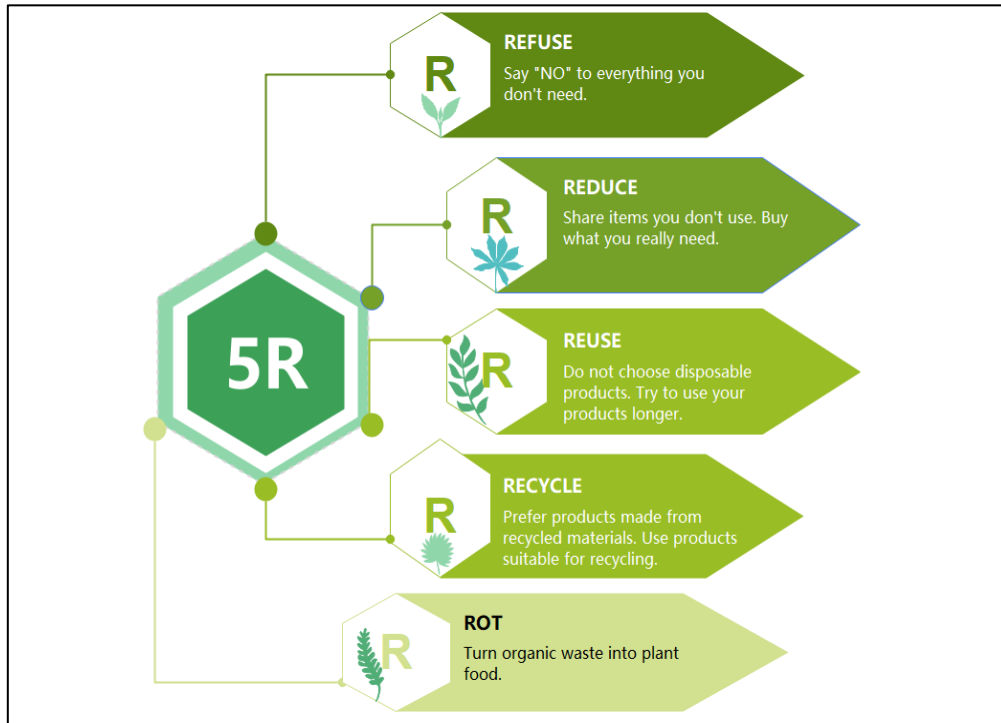 R
REFUSE
Say "NO" to everything you
don't need.
R
REDUCE
Share items you don't use. Buy
what you really need.
5R
R
REUSE
Do not choose disposable
products. Try to use your
products longer.
R
RECYCLE
Prefer products made from
recycled materials. Use products
suitable for recycling.
R
ROT
Turn organic waste into plant
food.